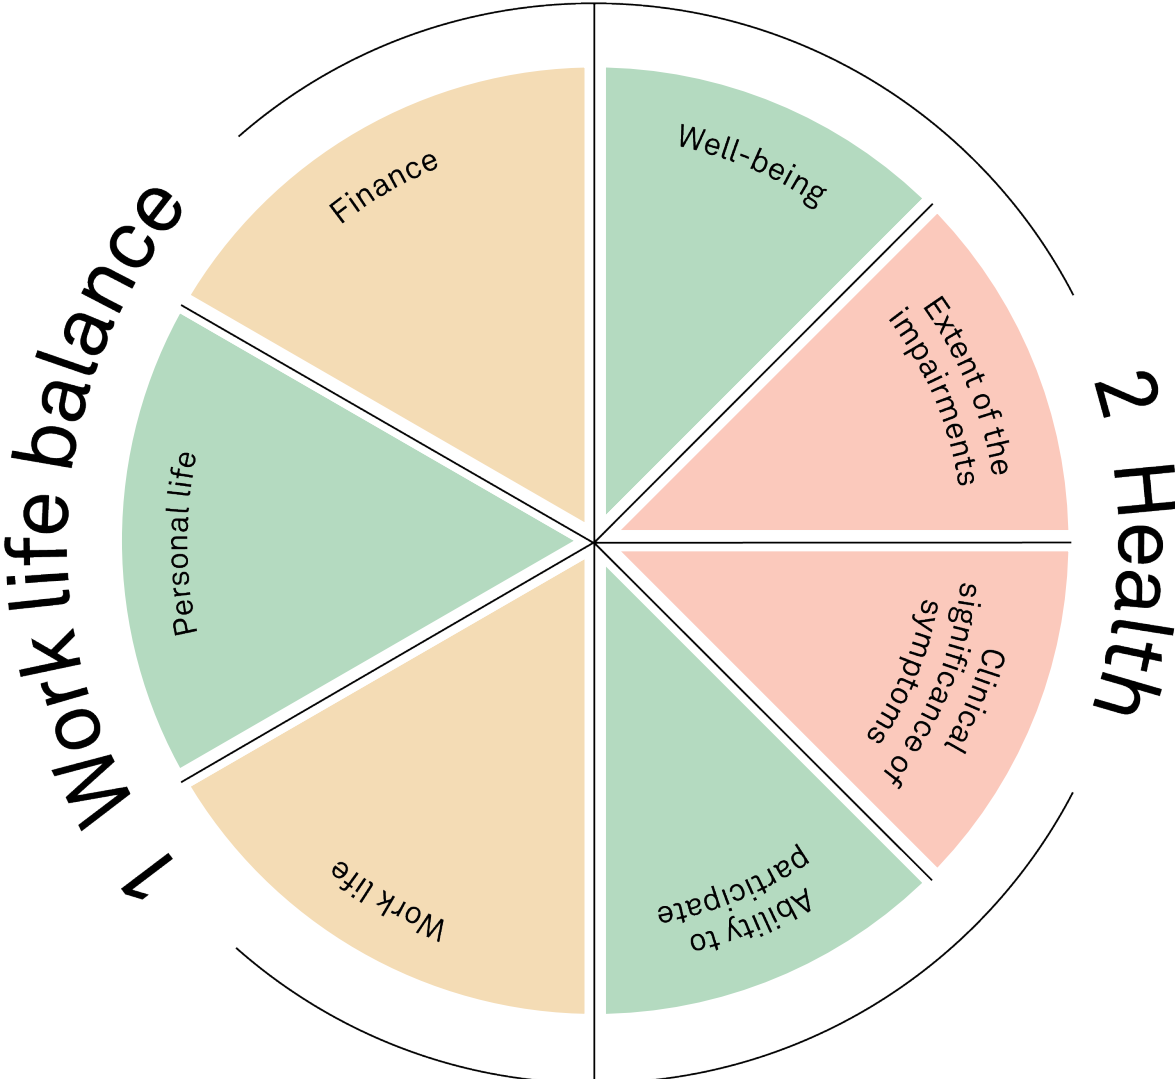 1 Work life balance
Finance
Personal life
Work life
2 Health
Well-being
Extent of the
impairments
Clinical
significance of
symptoms
Ability to
participate